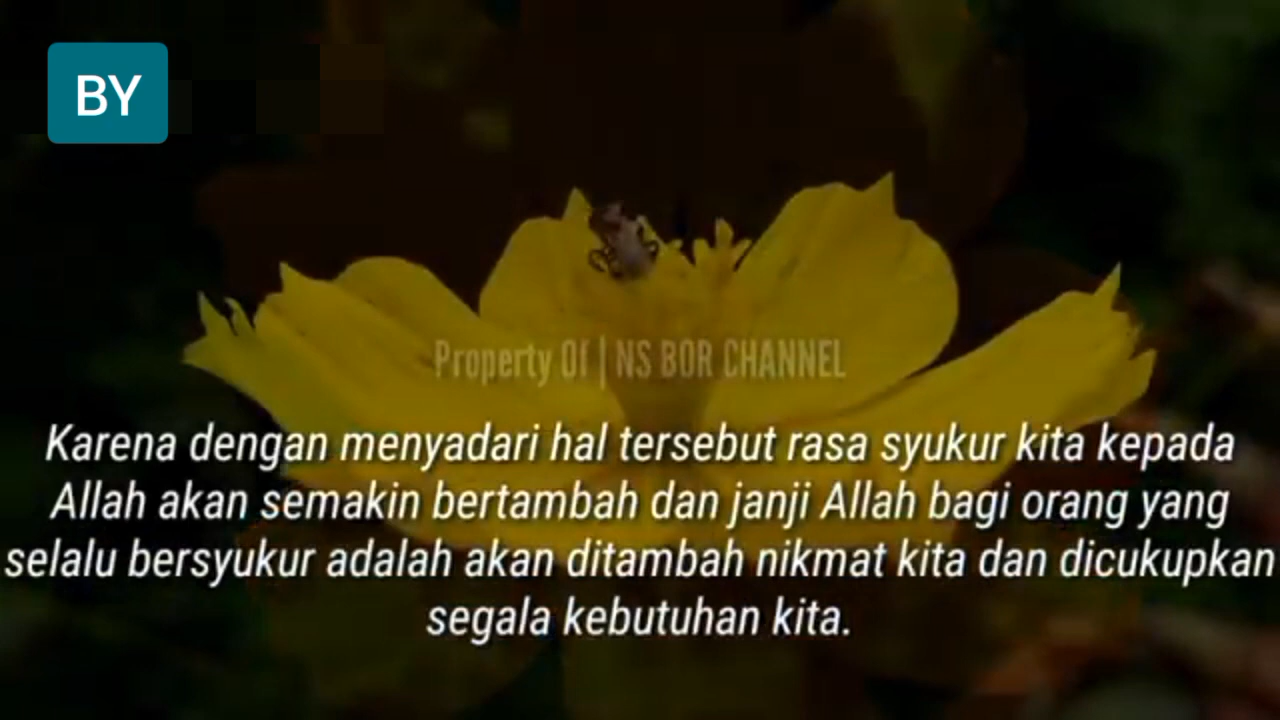 BY
Property Of | NS BOR CHANNEL
Karena dengan menyadari hal tersebut rasa syukur kita kepada
Allah akan semakin bertambah dan janji Allah bagi orang yang
selalu bersyukur adalah akan ditambah nikmat kita dan dicukupkan
segala kebutuhan kita.